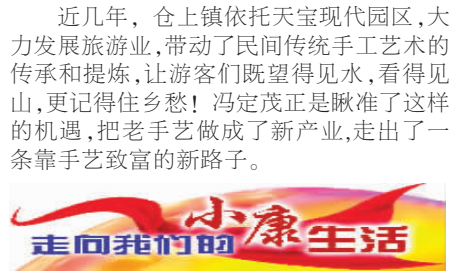 近几年，仓上镇依托天宝现代园区，大
力发展旅游业，带动了民间传统手工艺术的
传承和提炼，让游客们既望得见水，看得见
山，更记得住乡愁！冯定茂正是瞅准了这样
的机遇，把老手艺做成了新产业，走出了一
条靠手艺致富的新路子。
走向我们的小康生活